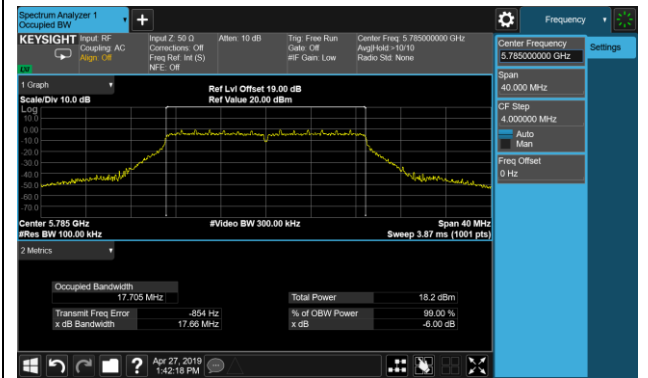 Spectrum Analyzer 1
Occupied BW
+
Frequency
KEYSIGHT
Input: RF
Coupling: AC
Align: Off
Input Z: 50 Ω
Corrections: Off
Freq Ref: Int (S)
NFE: Off
Atten: 10 dB
Trig: Free Run
Gate: Off
#IF Gain: Low
Center Freq: 5.785000000 GHz
Avg|Hold:>10/10
Radio Std: None
Center Frequency
5.785000000 GHz
Settings
Span
40.000 MHz
CF Step
4.000000 MHz
Auto
Man
Freq Offset
0 Hz
1 Graph
Scale/Div 10.0 dB
Ref Lvl Offset 19.00 dB
Ref Value 20.00 dBm
Log
10.0
0.00
-10.0
-20.0
-30.0
-40.0
-50.0
-60.0
-70.0
Center 5.785 GHz
#Video BW 300.00 kHz
Span 40 MHz
#Res BW 100.00 kHz
Sweep 3.87 ms (1001 pts)
2 Metrics
Occupied Bandwidth
17.705 MHz
Total Power 18.2 dBm
Transmit Freq Error -854 Hz
% of OBW Power 99.00 %
x dB Bandwidth 17.66 MHz
x dB -6.00 dB
?
Apr 27, 2019
1:42:18 PM